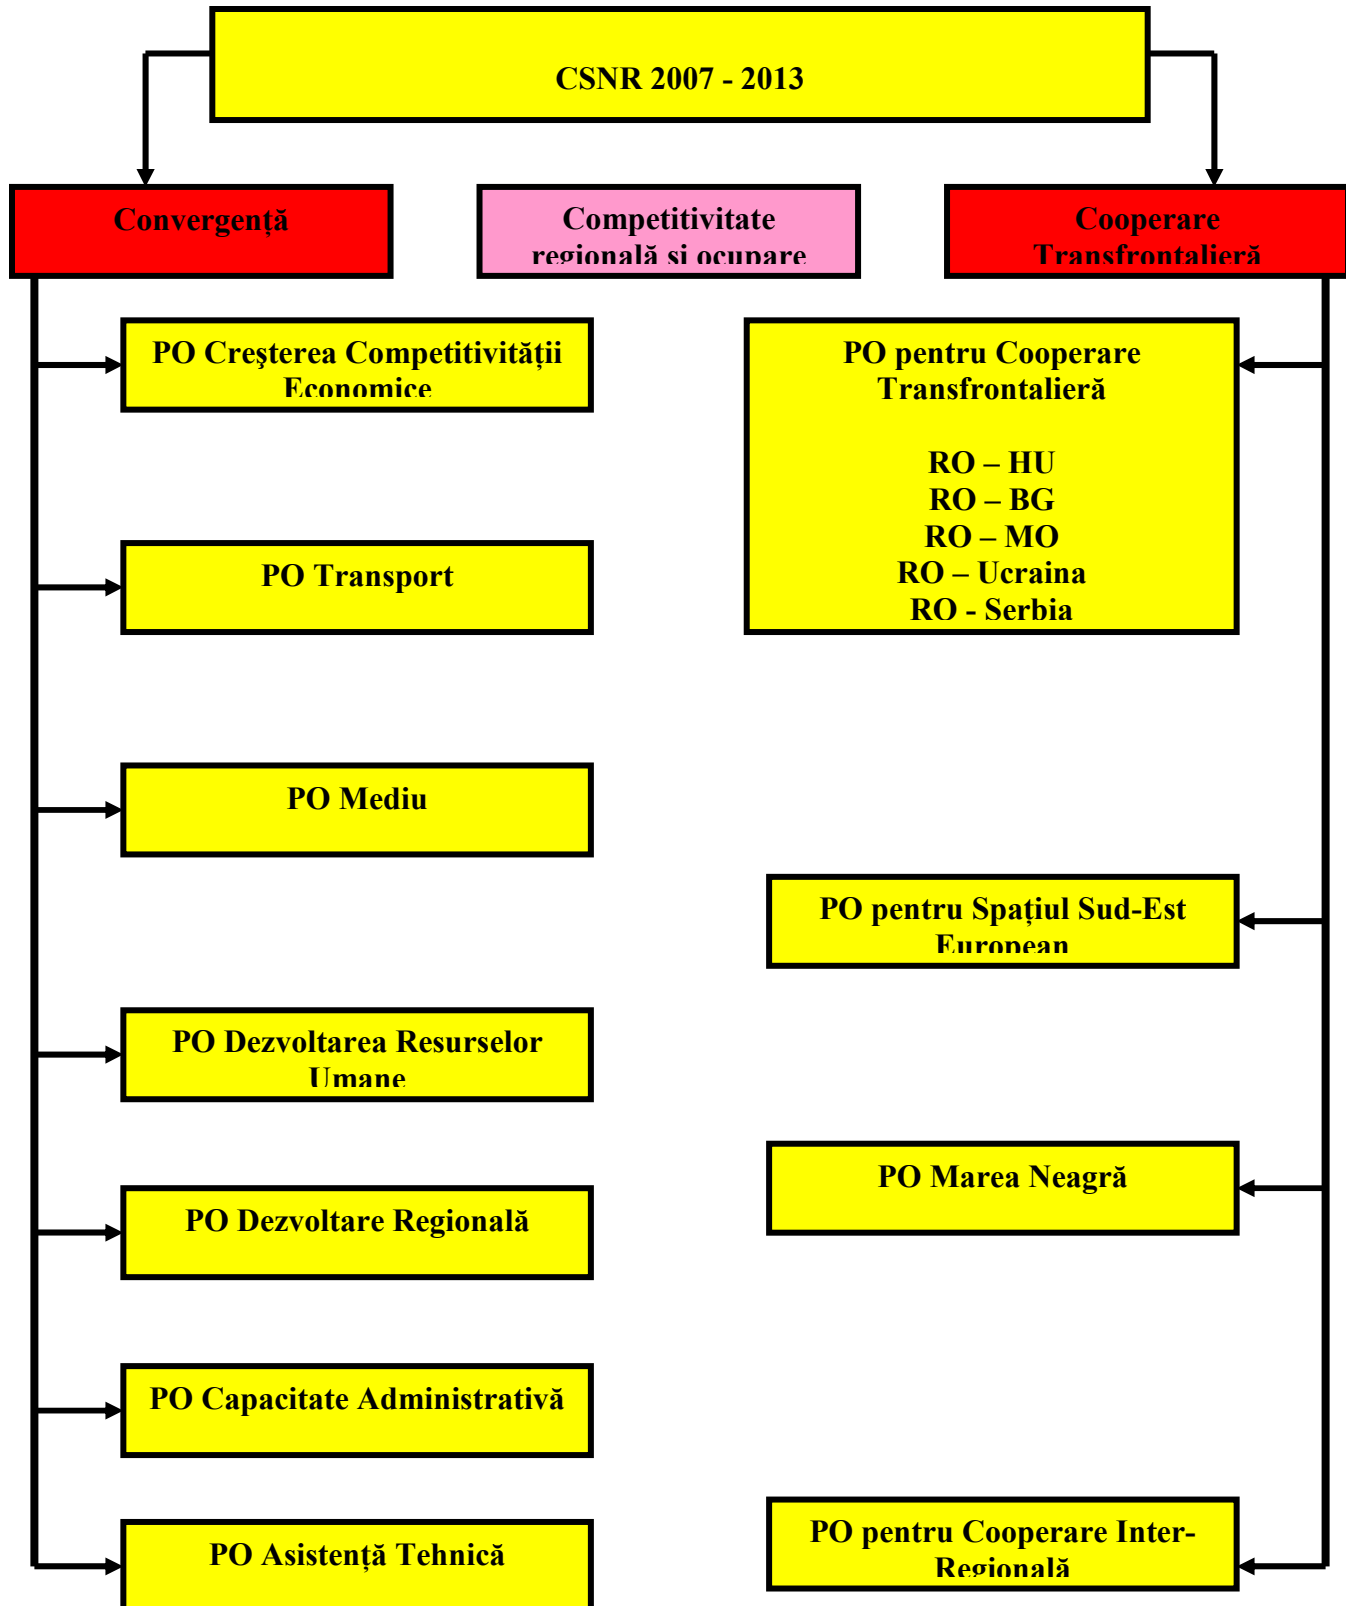 CSNR 2007 - 2013
Convergență
Competitivitate
regională și ocupare
Cooperare
Transfrontalieră
PO Creşterea Competitivității
Economice
PO Transport
PO Mediu
PO Dezvoltarea Resurselor
Umane
PO Dezvoltare Regională
PO Capacitate Administrativă
PO Asistență Tehnică
PO pentru Cooperare
Transfrontalieră
RO – HU
RO – BG
RO – MO
RO – Ucraina
RO - Serbia
PO pentru Spațiul Sud-Est
European
PO Marea Neagră
PO pentru Cooperare Inter-
Regională